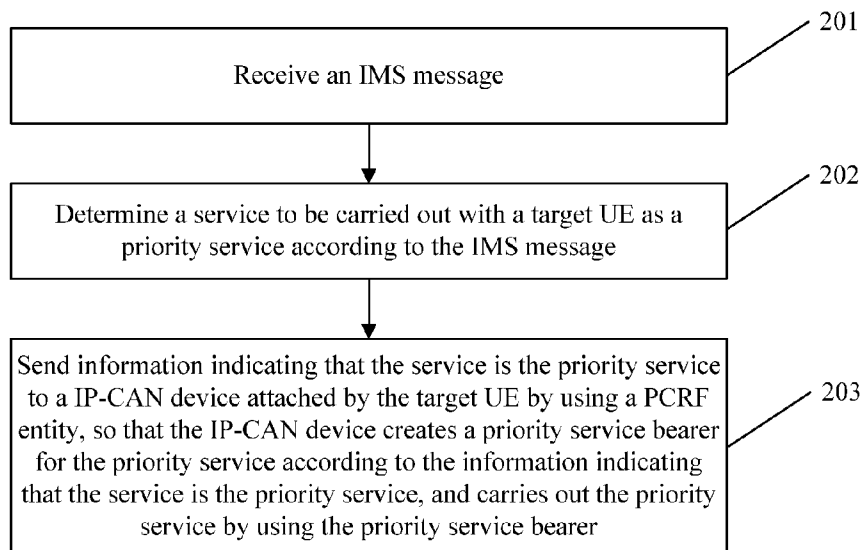 201
Receive an IMS message
202
Determine a service to be carried out with a target UE as a
priority service according to the IMS message
203
Send information indicating that the service is the priority service
to a IP-CAN device attached by the target UE by using a PCRF
entity, so that the IP-CAN device creates a priority service bearer
for the priority service according to the information indicating
that the service is the priority service, and carries out the priority
service by using the priority service bearer